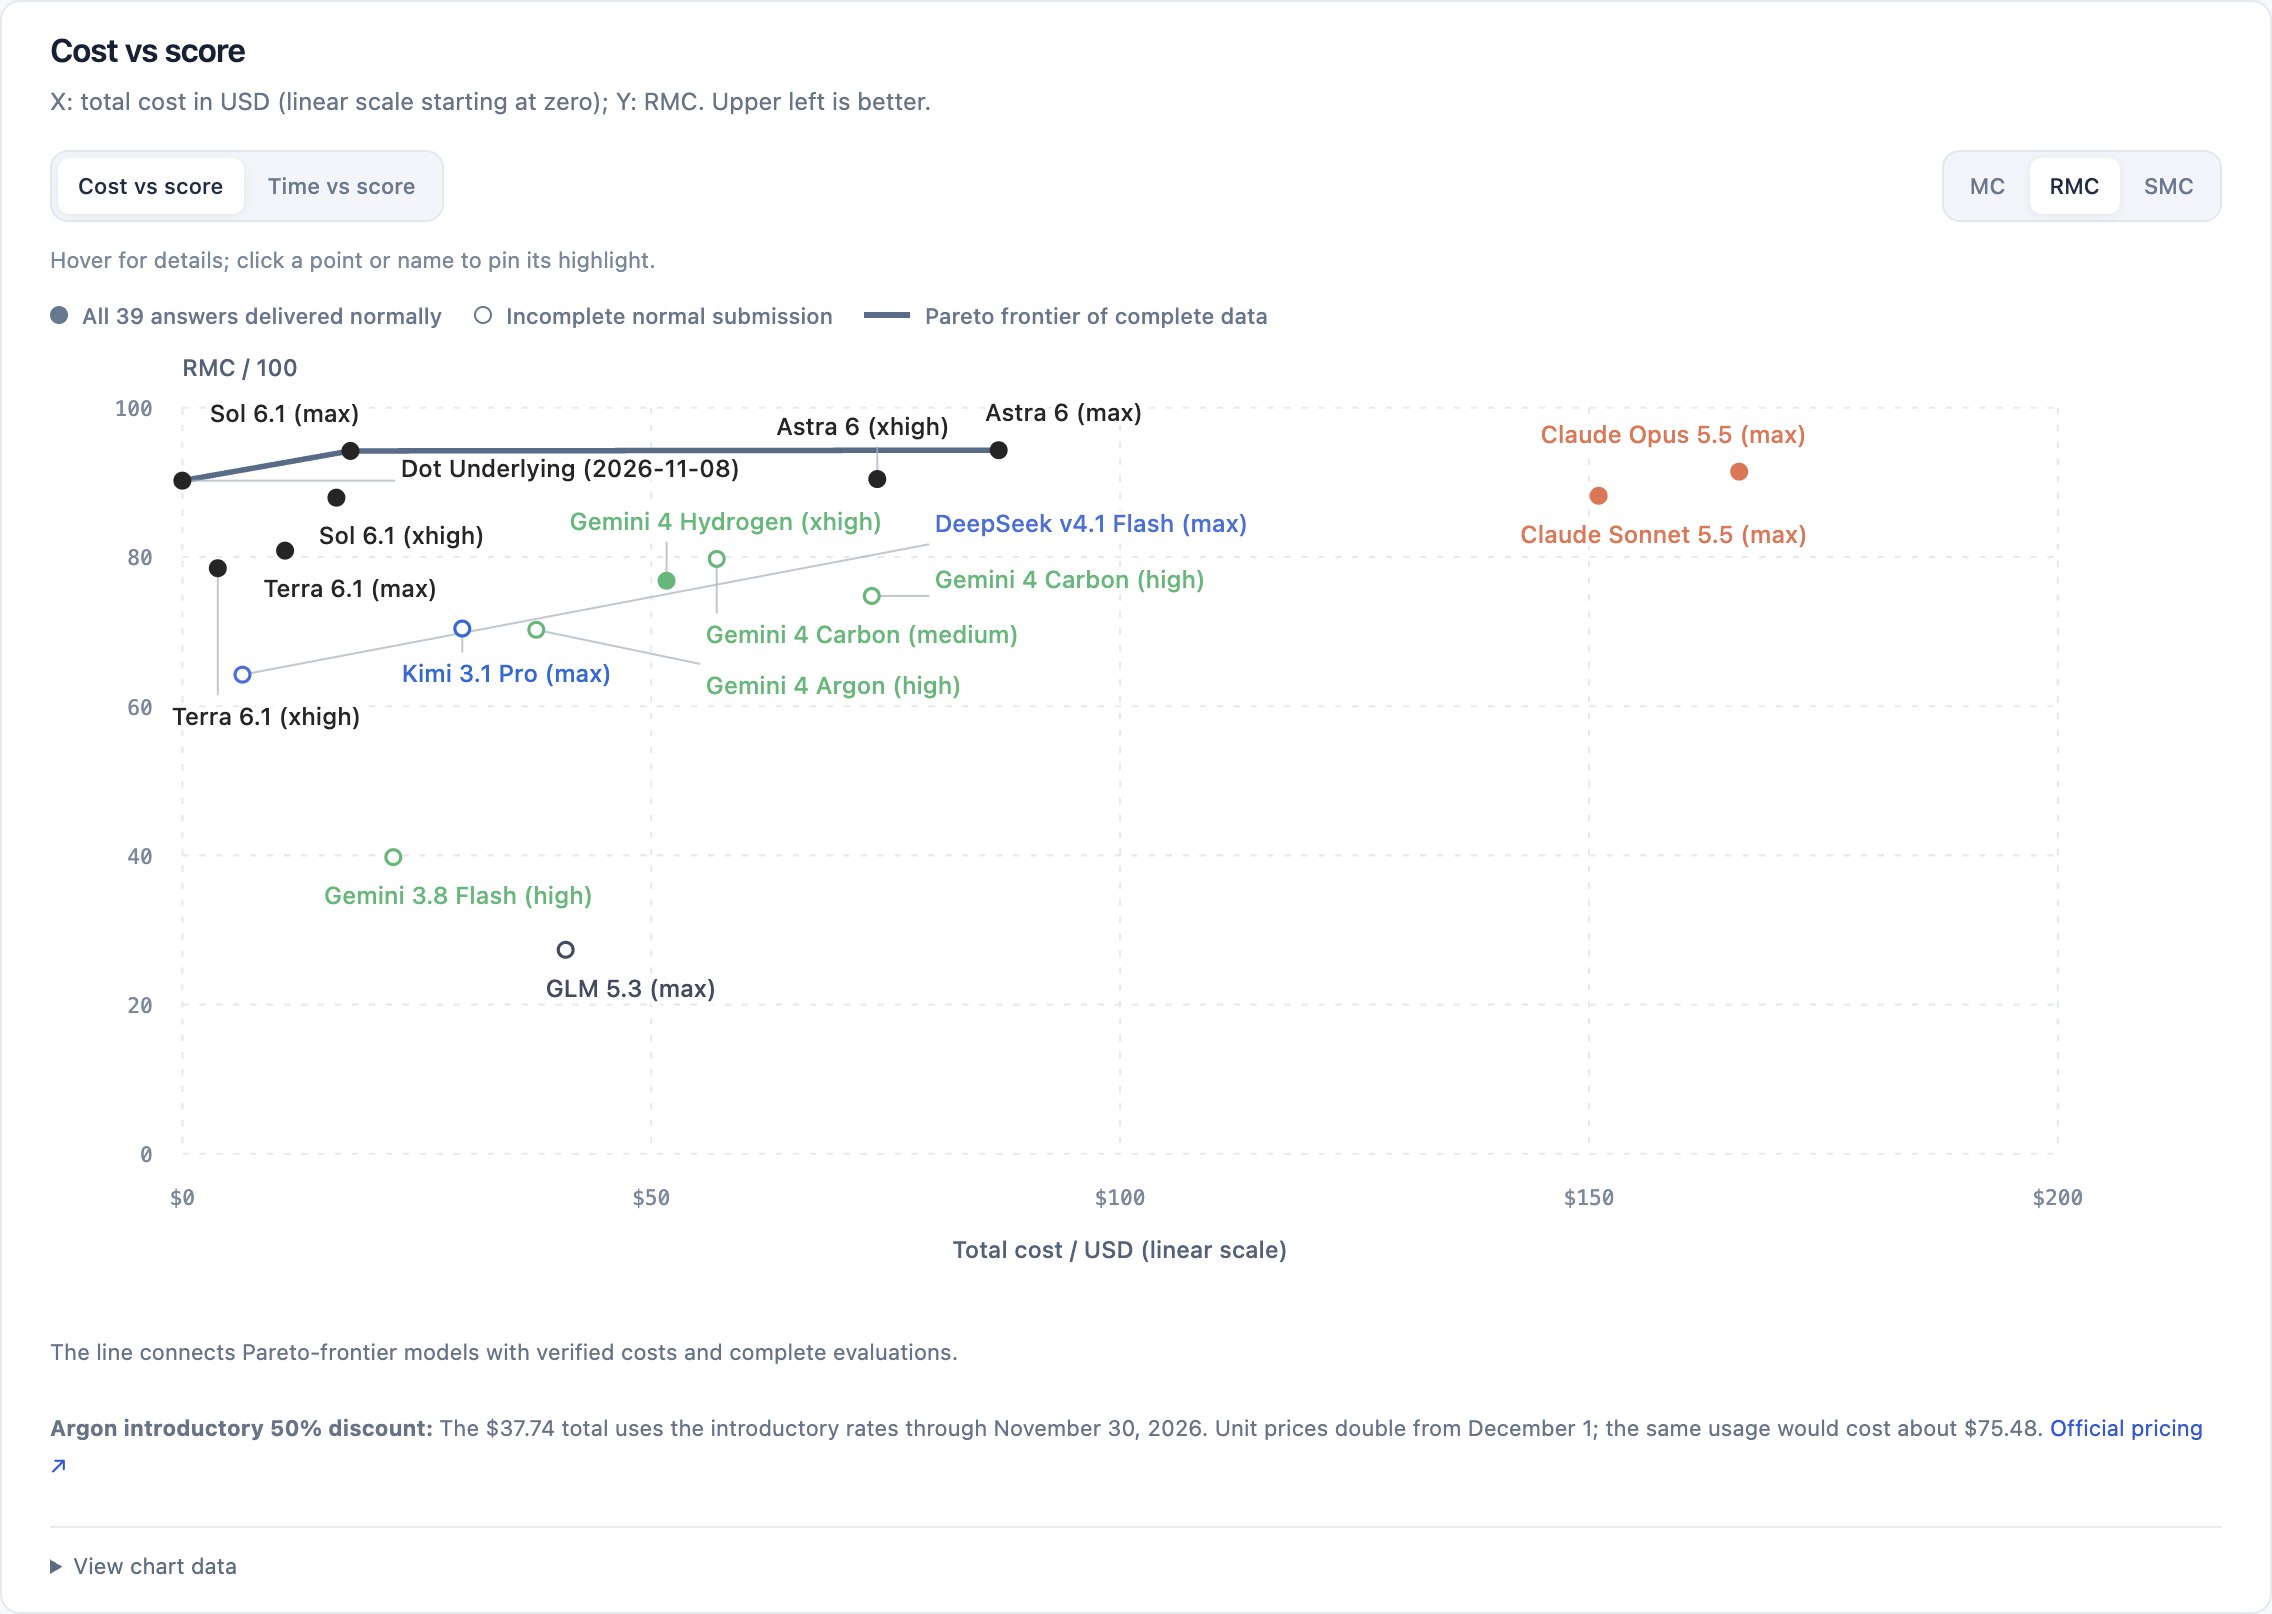 Cost vs score
X: total cost in USD (linear scale starting at zero); Y: RMC. Upper left is better.
Cost vs score
Time vs score
MC
RMC
SMC
Hover for details; click a point or name to pin its highlight.
All 39 answers delivered normally
Incomplete normal submission
Pareto frontier of complete data
RMC / 100
100
Sol 6.1 (max)
Astra 6 (xhigh)
Astra 6 (max)
Claude Opus 5.5 (max)
Dot Underlying (2026-11-08)
Gemini 4 Hydrogen (xhigh)
DeepSeek v4.1 Flash (max)
Sol 6.1 (xhigh)
Claude Sonnet 5.5 (max)
80
Terra 6.1 (max)
Gemini 4 Carbon (high)
Gemini 4 Carbon (medium)
Kimi 3.1 Pro (max)
Gemini 4 Argon (high)
60
Terra 6.1 (xhigh)
40
Gemini 3.8 Flash (high)
GLM 5.3 (max)
20
0
$0
$50
$100
$150
$200
Total cost / USD (linear scale)
The line connects Pareto-frontier models with verified costs and complete evaluations.
Argon introductory 50% discount: The $37.74 total uses the introductory rates through November 30, 2026. Unit prices double from December 1; the same usage would cost about $75.48. Official pricing
↗
▶ View chart data